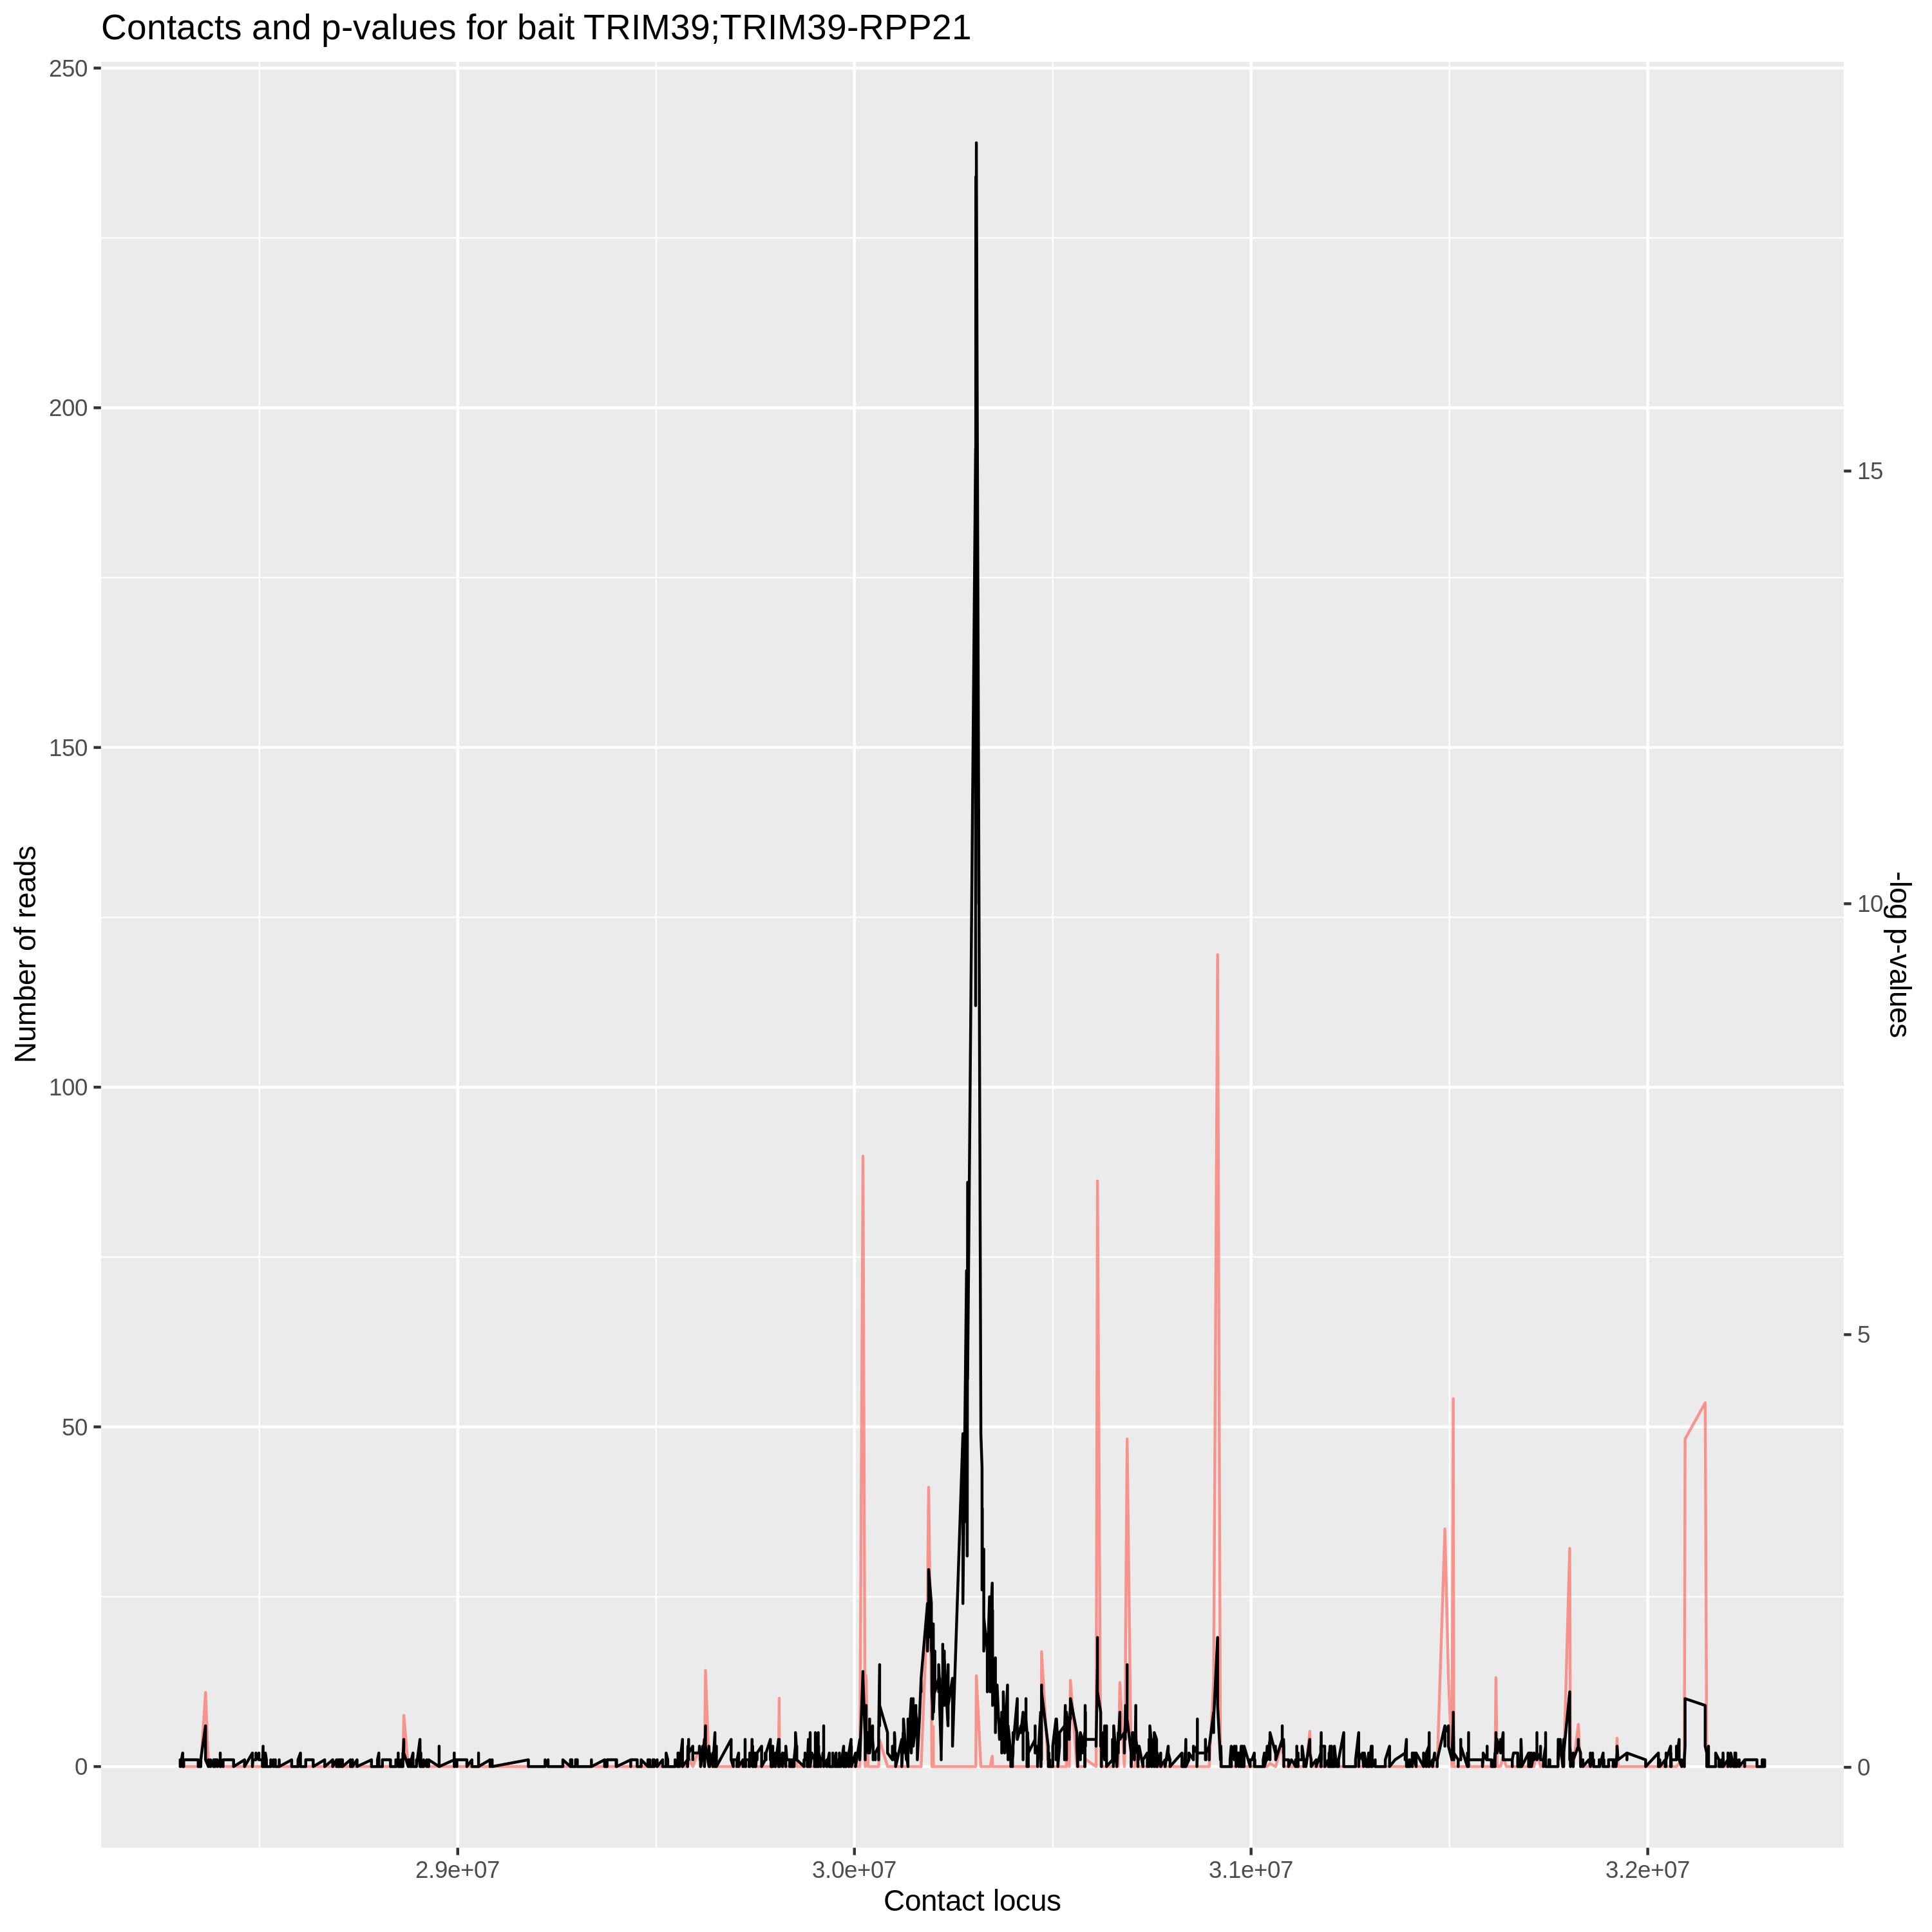 Contacts and p-values for bait TRIM39;TRIM39-RPP21
250
200
150
100
50
0
Number of reads
15
10
5
0
-log p-values
2.9e+07
3.0e+07
3.1e+07
3.2e+07
Contact locus